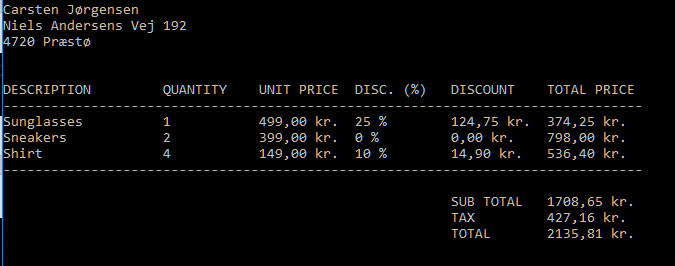 Carsten Jørgensen
Niels Andersens Vej 192
4720 Præstø
DESCRIPTION QUANTITY UNIT PRICE DISC. (%) DISCOUNT TOTAL PRICE
--------------------------------------------------------------------------------
Sunglasses 1 499,00 kr. 25 % 124,75 kr. 374,25 kr.
Sneakers 2 399,00 kr. 0 % 0,00 kr. 798,00 kr.
Shirt 4 149,00 kr. 10 % 14,90 kr. 536,40 kr.
--------------------------------------------------------------------------------
SUB TOTAL 1708,65 kr.
TAX 427,16 kr.
TOTAL 2135,81 kr.